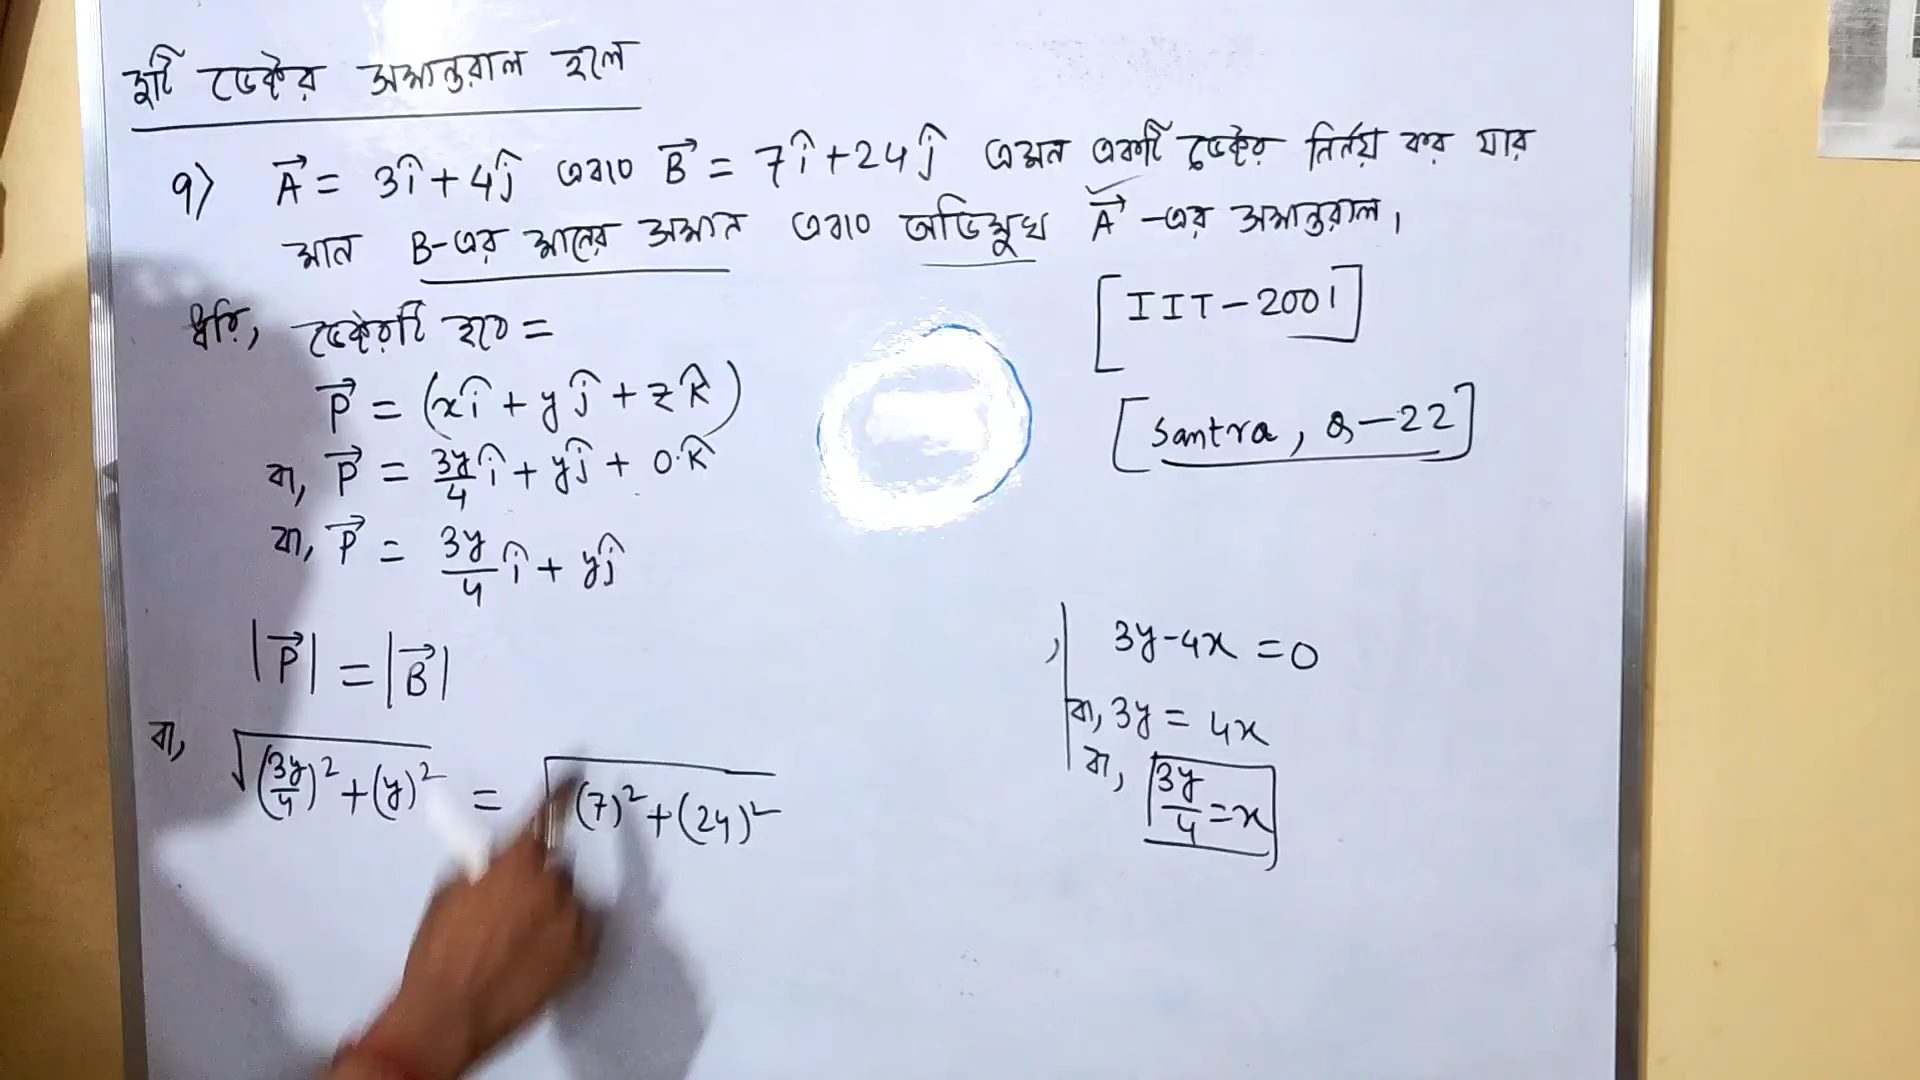 দুটি ভেক্টর সমান্তরাল হলে
9) A⃗ = 3î + 4ĵ এবং B⃗ = 7î + 24ĵ এমন একটি ভেক্টর নির্ণয় কর যার
মান B-এর মানের সমান এবং অভিমুখ A⃗ -এর সমান্তরাল।
[IIT-2001]
ধরি, ভেক্টরটি হবে =
P⃗ = (xî + yĵ + zk̂)
[Santra, Q-22]
বা, P⃗ = 3y/4 î + yĵ + 0.k̂
বা, P⃗ = 3y/4 î + yĵ
|P⃗| = |B⃗|
বা, √(3y/4)² + (y)² = √(7)² + (24)²
, 3y - 4x = 0
বা, 3y = 4x
বা, 3y/4 = x